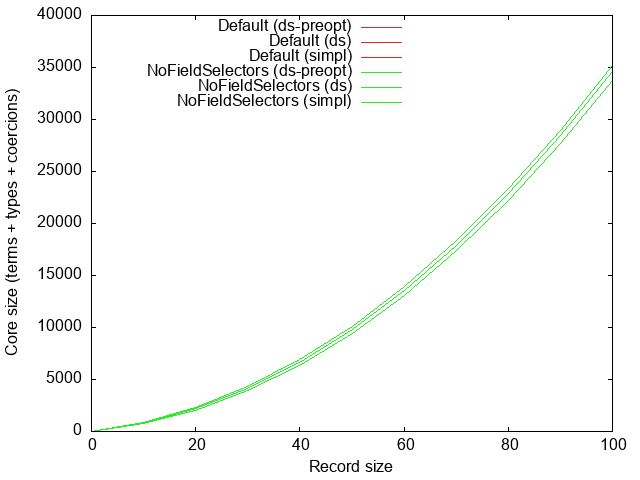 40000
35000
30000
25000
20000
15000
10000
5000
0
0 20 40 60 80 100
Core size (terms + types + coercions)
Record size
Default (ds-preopt)
Default (ds)
Default (simpl)
NoFieldSelectors (ds-preopt)
NoFieldSelectors (ds)
NoFieldSelectors (simpl)